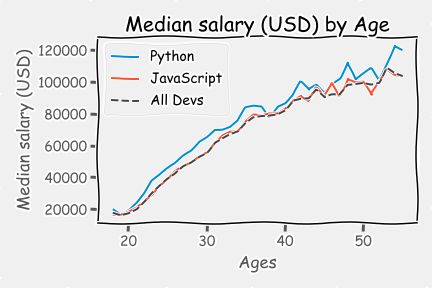 Median salary (USD) by Age
Median salary (USD)
120000
100000
80000
60000
40000
20000
Python
JavaScript
All Devs
20 30 40 50
Ages